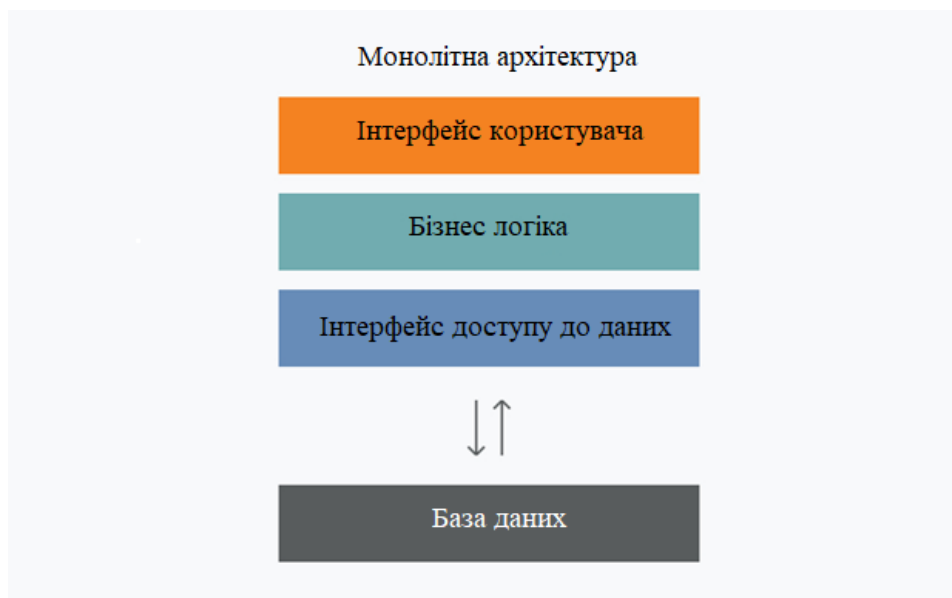 Монолітна архітектура
Інтерфейс користувача
Бізнес логіка
Інтерфейс доступу до даних
База даних